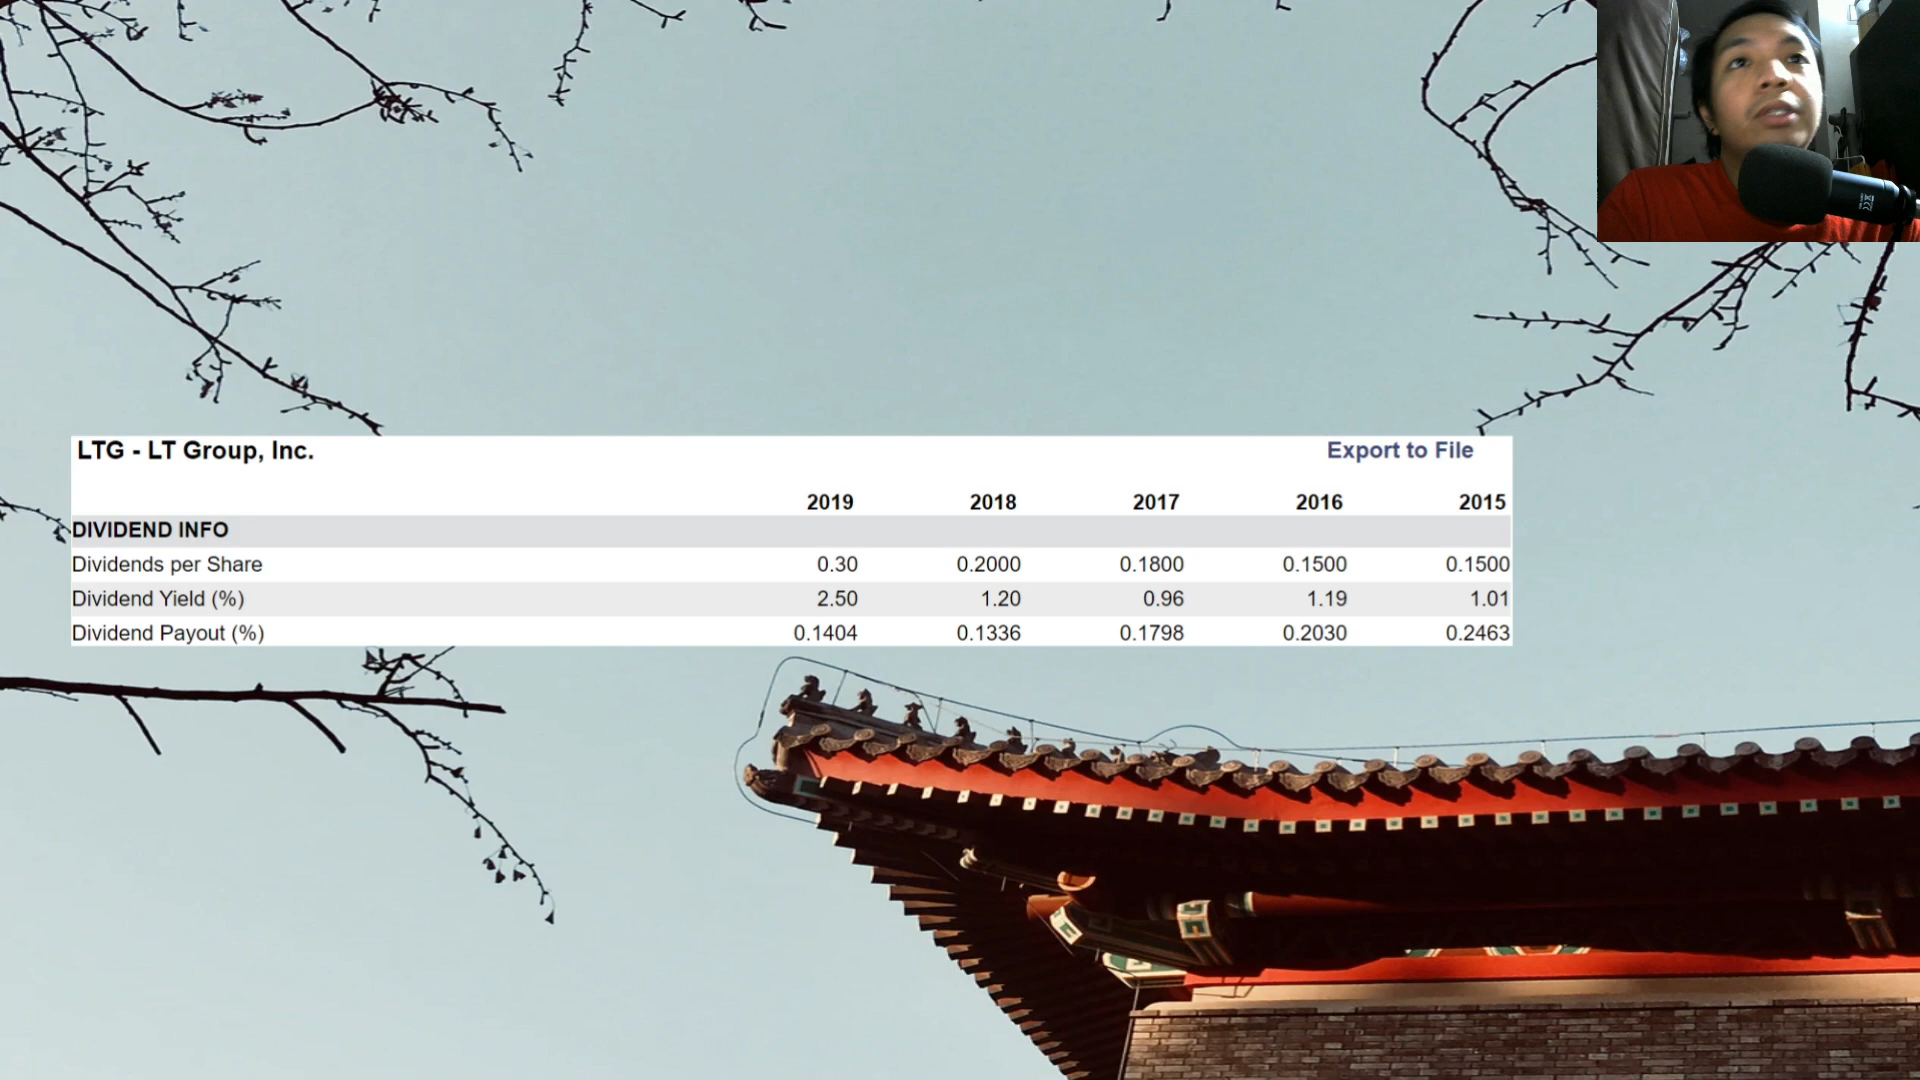 LTG - LT Group, Inc. Export to File
2019 2018 2017 2016 2015
DIVIDEND INFO
Dividends per Share 0.30 0.2000 0.1800 0.1500 0.1500
Dividend Yield (%) 2.50 1.20 0.96 1.19 1.01
Dividend Payout (%) 0.1404 0.1336 0.1798 0.2030 0.2463